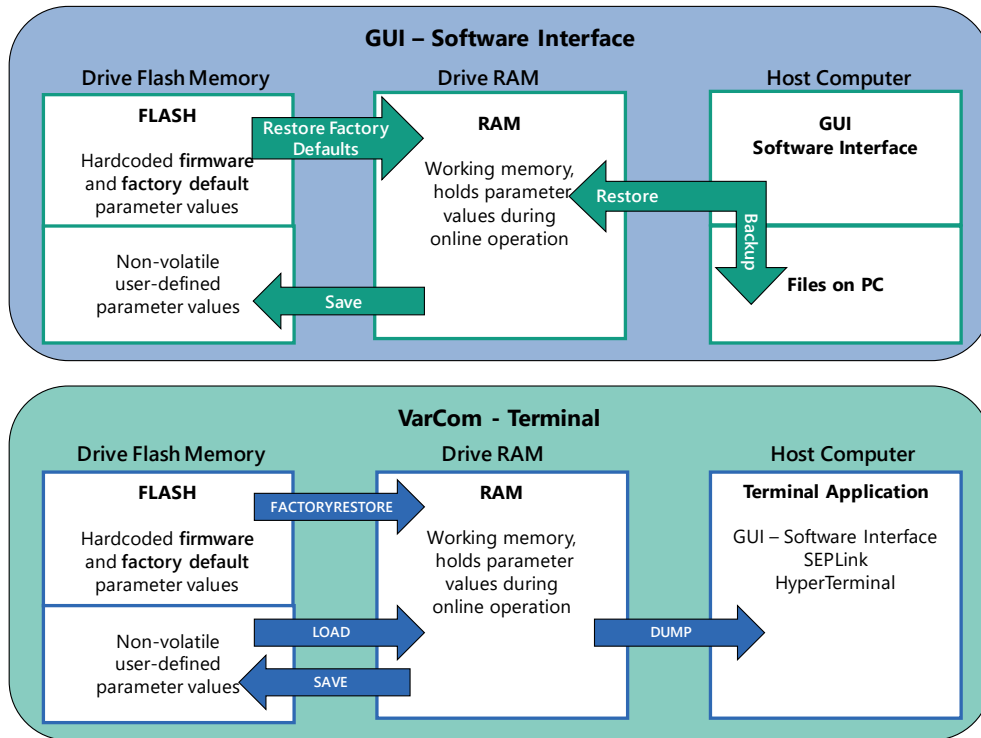 GUI – Software Interface
Drive Flash Memory
Drive RAM
Host Computer
FLASH
Hardcoded firmware
and factory default
parameter values
Restore Factory
Defaults
RAM
Working memory,
holds parameter
values during
online operation
GUI
Software Interface
Restore
Backup
Non-volatile
user-defined
parameter values
Save
Files on PC
VarCom - Terminal
Drive Flash Memory
Drive RAM
Host Computer
FLASH
Hardcoded firmware
and factory default
parameter values
FACTORYRESTORE
RAM
Working memory,
holds parameter
values during
online operation
Terminal Application
GUI – Software Interface
SEPLink
HyperTerminal
Non-volatile
user-defined
parameter values
LOAD
SAVE
DUMP